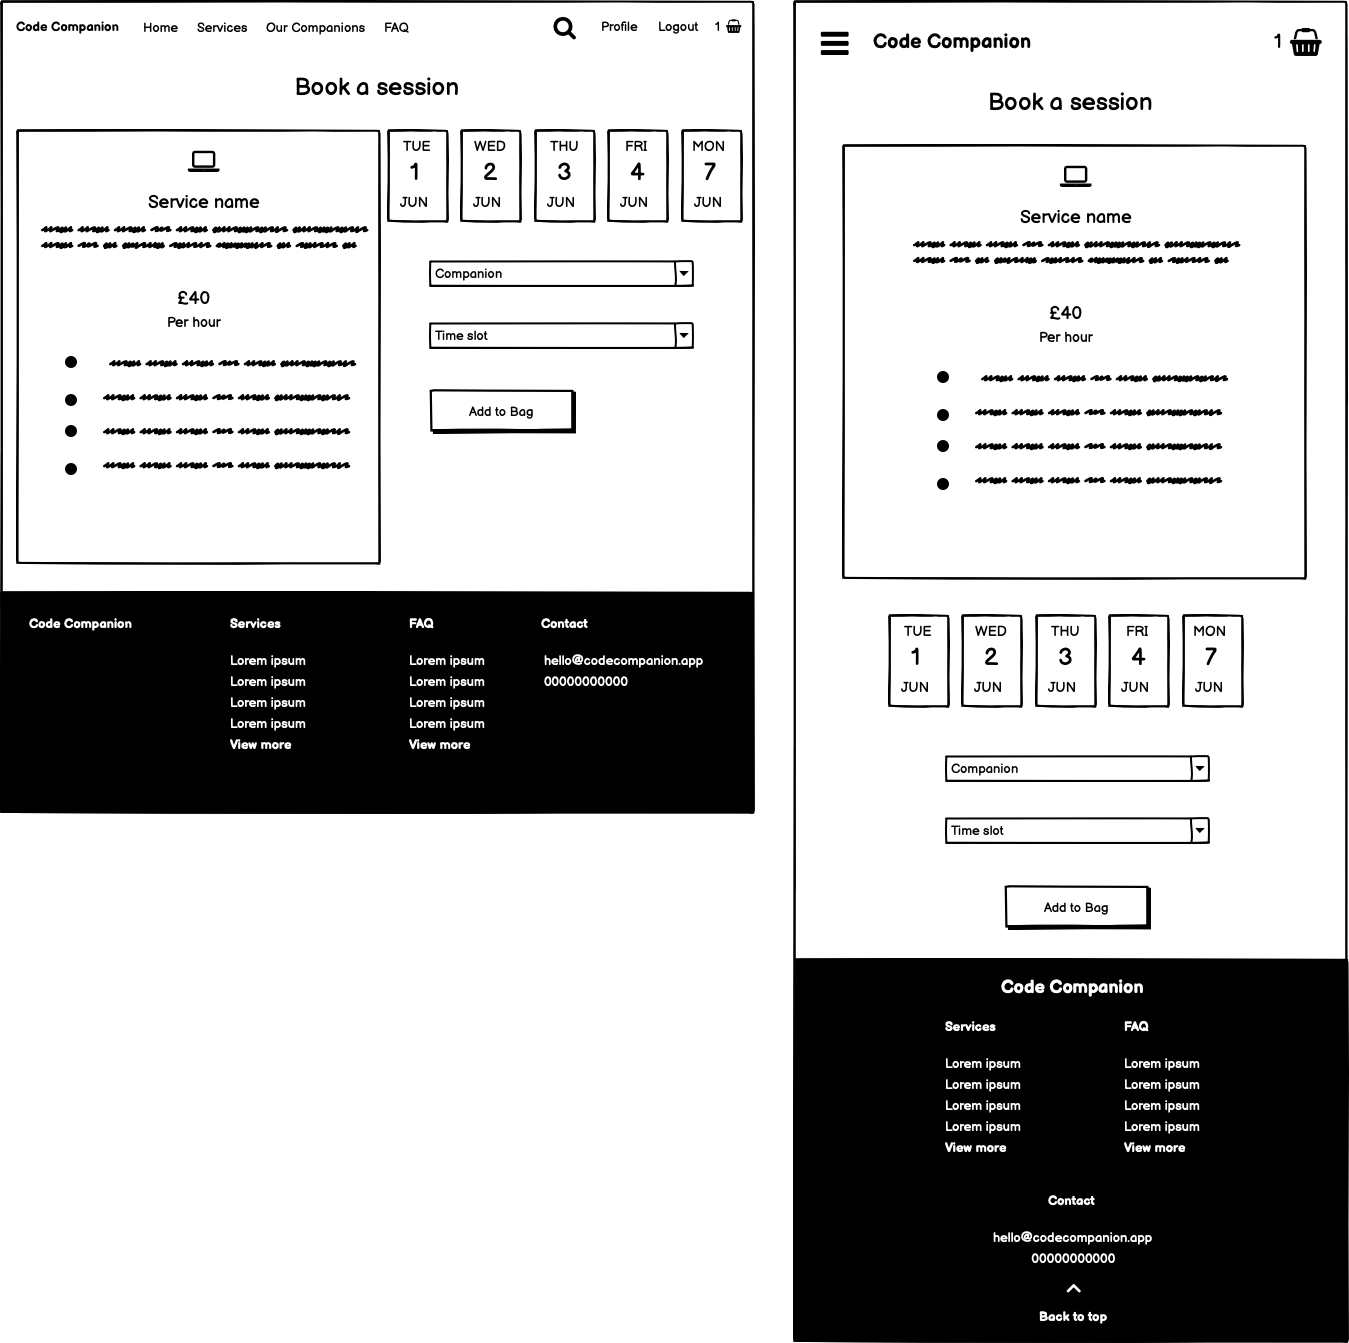 Code Companion Home Services Our Companions FAQ Profile Logout 1
Book a session
Service name
£40
Per hour
TUE WED THU FRI MON
1 2 3 4 7
JUN JUN JUN JUN JUN
Companion
Time slot
Add to Bag
Code Companion Services FAQ Contact
Lorem ipsum Lorem ipsum hello@codecompanion.app
Lorem ipsum Lorem ipsum 00000000000
Lorem ipsum Lorem ipsum
Lorem ipsum Lorem ipsum
View more View more
Code Companion 1
Book a session
Service name
£40
Per hour
TUE WED THU FRI MON
1 2 3 4 7
JUN JUN JUN JUN JUN
Companion
Time slot
Add to Bag
Code Companion
Services FAQ
Lorem ipsum Lorem ipsum
Lorem ipsum Lorem ipsum
Lorem ipsum Lorem ipsum
Lorem ipsum Lorem ipsum
View more View more
Contact
hello@codecompanion.app
00000000000
Back to top